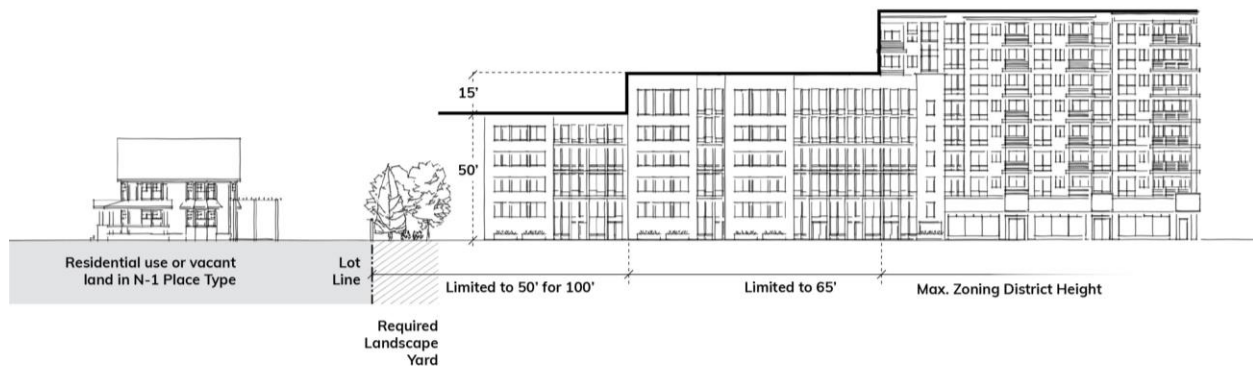 15'
50'
Residential use or vacant
land in N-1 Place Type
Lot
Line
Limited to 50' for 100'
Limited to 65'
Max. Zoning District Height
Required
Landscape
Yard